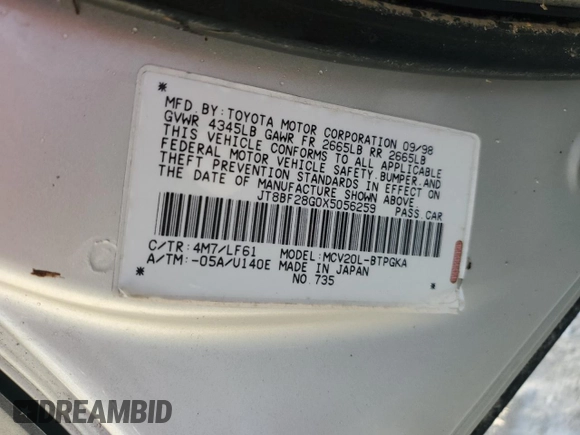 MFD. BY: TOYOTA MOTOR CORPORATION 09/98
GVWR 4345LB GAWR FR 2665LB RR 2665LB
THIS VEHICLE CONFORMS TO ALL APPLICABLE
FEDERAL MOTOR VEHICLE SAFETY, BUMPER, AND
THEFT PREVENTION STANDARDS IN EFFECT ON
THE DATE OF MANUFACTURE SHOWN ABOVE.
JT8BF28G0X5056259 PASS. CAR
C/TR: 4M7/LF61 MODEL: MCV20L-BTPGKA
A/TM: -05A/U140E MADE IN JAPAN
NO. 735
DREAMBID